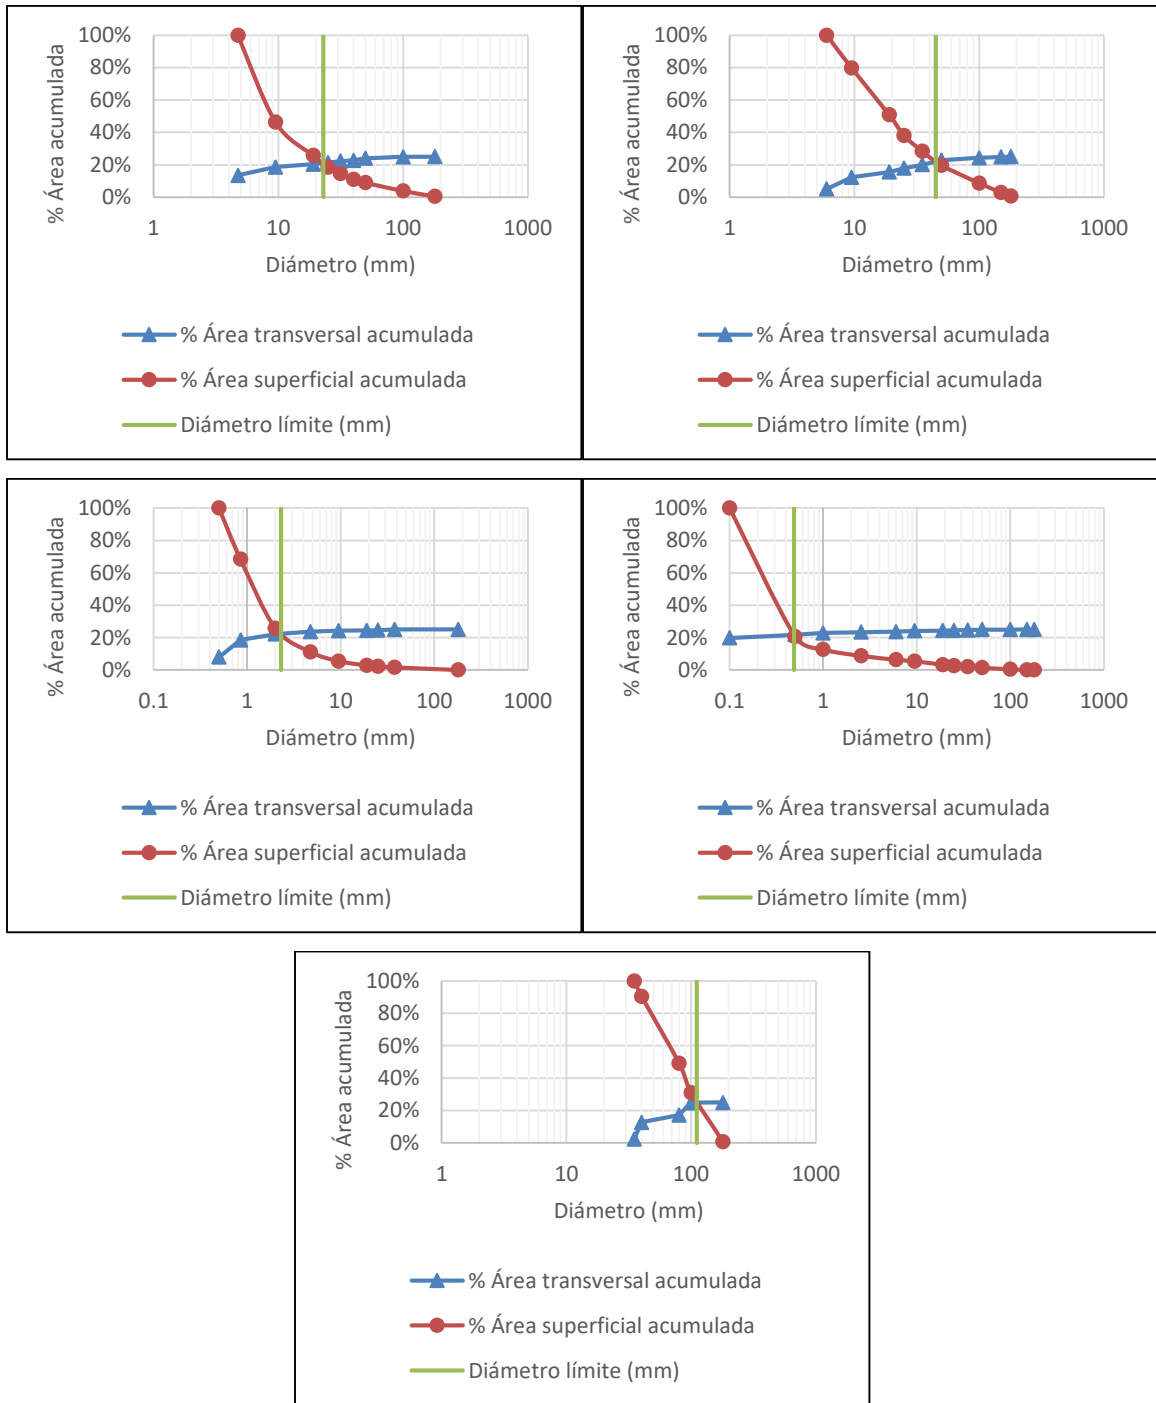 % Área acumulada
100%
80%
60%
40%
20%
0%
1 10 100 1000
Diámetro (mm)
% Área transversal acumulada
% Área superficial acumulada
Diámetro límite (mm)
% Área acumulada
100%
80%
60%
40%
20%
0%
1 10 100 1000
Diámetro (mm)
% Área transversal acumulada
% Área superficial acumulada
Diámetro límite (mm)
% Área acumulada
100%
80%
60%
40%
20%
0%
0.1 1 10 100 1000
Diámetro (mm)
% Área transversal acumulada
% Área superficial acumulada
Diámetro límite (mm)
% Área acumulada
100%
80%
60%
40%
20%
0%
0.1 1 10 100 1000
Diámetro (mm)
% Área transversal acumulada
% Área superficial acumulada
Diámetro límite (mm)
% Área acumulada
100%
80%
60%
40%
20%
0%
1 10 100 1000
Diámetro (mm)
% Área transversal acumulada
% Área superficial acumulada
Diámetro límite (mm)